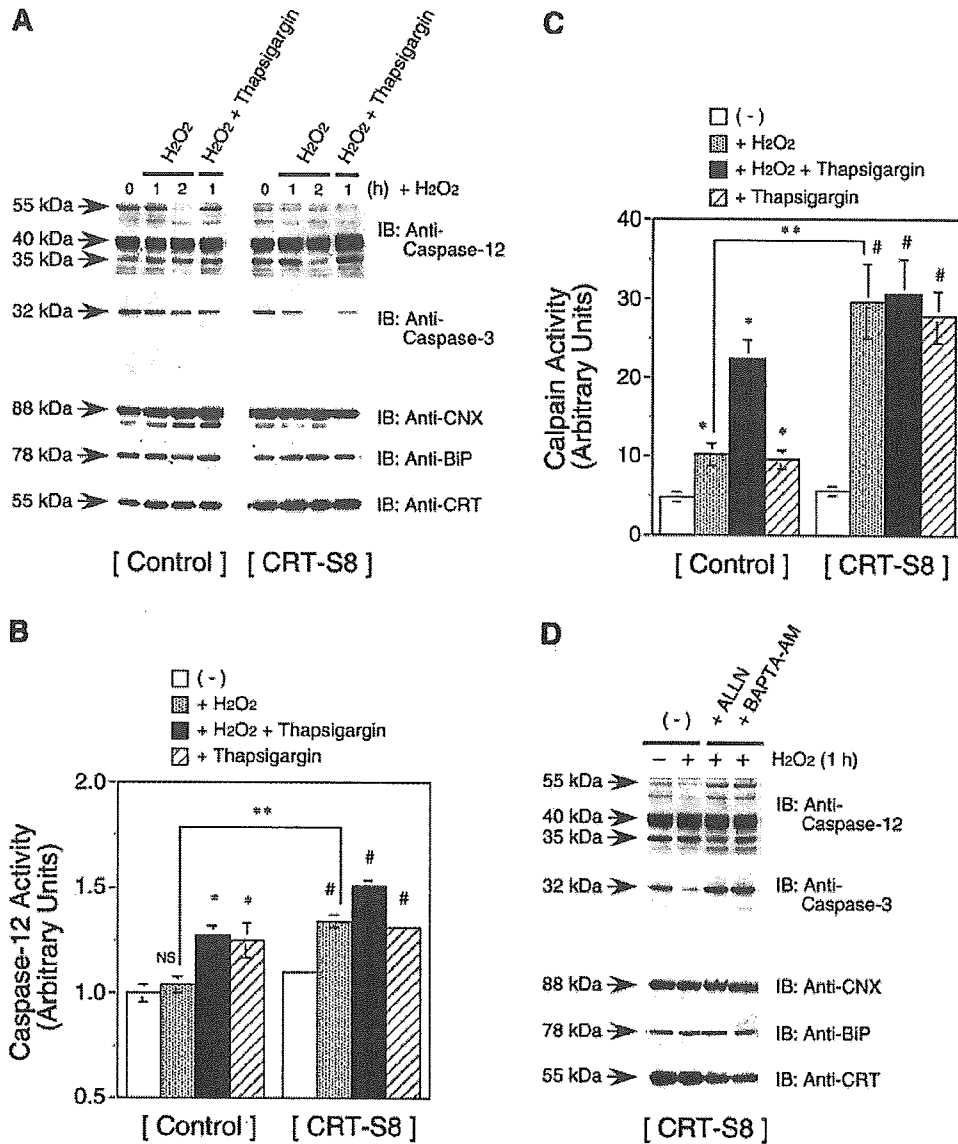 A
H2O2
H2O2 + Thapsigargin
H2O2
H2O2 + Thapsigargin
0 1 2 1 (h) + H2O2 0 1 2 1
55 kDa
40 kDa
35 kDa
IB: Anti-
Caspase-12
32 kDa
IB: Anti-
Caspase-3
88 kDa
IB: Anti-CNX
78 kDa
IB: Anti-BiP
55 kDa
IB: Anti-CRT
[ Control ] [ CRT-S8 ]
B
(-)
+ H2O2
+ H2O2 + Thapsigargin
+ Thapsigargin
Caspase-12 Activity
(Arbitrary Units)
2.0
1.5
1.0
0.5
**
NS
*
*
#
#
#
[ Control ] [ CRT-S8 ]
C
(-)
+ H2O2
+ H2O2 + Thapsigargin
+ Thapsigargin
Calpain Activity
(Arbitrary Units)
40
30
20
10
0
**
*
*
*
#
#
#
[ Control ] [ CRT-S8 ]
D
(-)
+ ALLN
+ BAPTA-AM
− + + + H2O2 (1 h)
55 kDa
40 kDa
35 kDa
IB: Anti-
Caspase-12
32 kDa
IB: Anti-
Caspase-3
88 kDa
IB: Anti-CNX
78 kDa
IB: Anti-BiP
55 kDa
IB: Anti-CRT
[ CRT-S8 ]